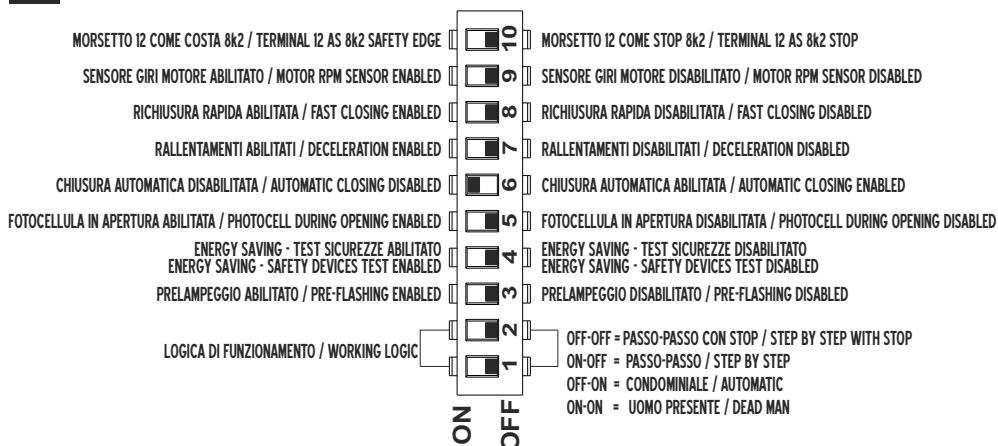 MORSETTO 12 COME COSTA 8k2 / TERMINAL 12 AS 8k2 SAFETY EDGE 10 MORSETTO 12 COME STOP 8k2 / TERMINAL 12 AS 8k2 STOP
SENSORE GIRI MOTORE ABILITATO / MOTOR RPM SENSOR ENABLED 9 SENSORE GIRI MOTORE DISABILITATO / MOTOR RPM SENSOR DISABLED
RICHIUSURA RAPIDA ABILITATA / FAST CLOSING ENABLED 8 RICHIUSURA RAPIDA DISABILITATA / FAST CLOSING DISABLED
RALLENTAMENTI ABILITATI / DECELERATION ENABLED 7 RALLENTAMENTI DISABILITATI / DECELERATION DISABLED
CHIUSURA AUTOMATICA DISABILITATA / AUTOMATIC CLOSING DISABLED 6 CHIUSURA AUTOMATICA ABILITATA / AUTOMATIC CLOSING ENABLED
FOTOCELLULA IN APERTURA ABILITATA / PHOTOCELL DURING OPENING ENABLED 5 FOTOCELLULA IN APERTURA DISABILITATA / PHOTOCELL DURING OPENING DISABLED
ENERGY SAVING - TEST SICUREZZE ABILITATO
ENERGY SAVING - SAFETY DEVICES TEST ENABLED
4
ENERGY SAVING - TEST SICUREZZE DISABILITATO
ENERGY SAVING - SAFETY DEVICES TEST DISABLED
PRELAMPEGGIO ABILITATO / PRE-FLASHING ENABLED 3 PRELAMPEGGIO DISABILITATO / PRE-FLASHING DISABLED
LOGICA DI FUNZIONAMENTO / WORKING LOGIC
2
1
OFF-OFF = PASSO-PASSO CON STOP / STEP BY STEP WITH STOP
ON-OFF = PASSO-PASSO / STEP BY STEP
OFF-ON = CONDOMINIALE / AUTOMATIC
ON-ON = UOMO PRESENTE / DEAD MAN
ON
OFF